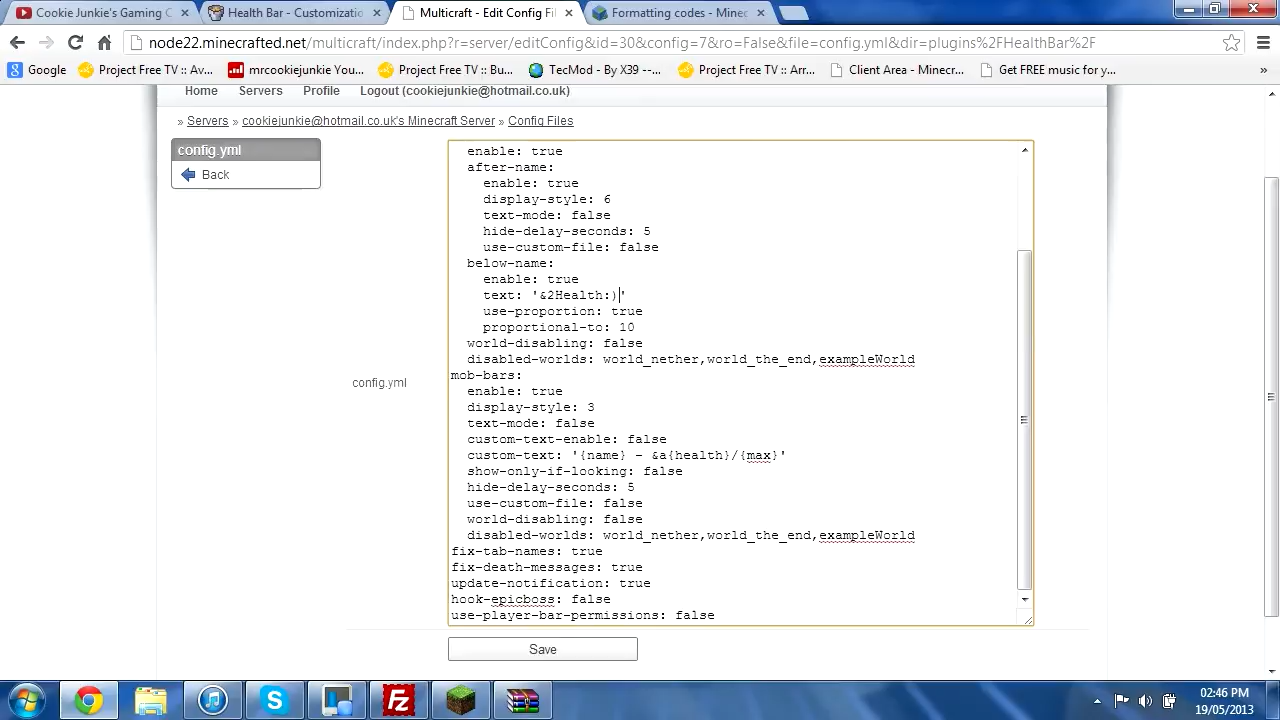 Cookie Junkie's Gaming C
Health Bar - Customizatio
Multicraft - Edit Config Fi
Formatting codes - Minec
node22.minecrafted.net/multicraft/index.php?r=server/editConfig&id=30&config=7&ro=False&file=config.yml&dir=plugins%2FHealthBar%2F
Google
Project Free TV :: Av...
mrcookiejunkie You...
Project Free TV :: Bu...
TecMod - By X39 --...
Project Free TV :: Arr...
Client Area - Minecr...
Get FREE music for y...
»
Home Servers Profile Logout (cookiejunkie@hotmail.co.uk)
» Servers » cookiejunkie@hotmail.co.uk's Minecraft Server » Config Files
config.yml
Back
config.yml
enable: true
after-name:
enable: true
display-style: 6
text-mode: false
hide-delay-seconds: 5
use-custom-file: false
below-name:
enable: true
text: '&2Health:)'
use-proportion: true
proportional-to: 10
world-disabling: false
disabled-worlds: world_nether,world_the_end,exampleWorld
mob-bars:
enable: true
display-style: 3
text-mode: false
custom-text-enable: false
custom-text: '{name} - &a{health}/{max}'
show-only-if-looking: false
hide-delay-seconds: 5
use-custom-file: false
world-disabling: false
disabled-worlds: world_nether,world_the_end,exampleWorld
fix-tab-names: true
fix-death-messages: true
update-notification: true
hook-epicboss: false
use-player-bar-permissions: false
Save
02:46 PM
19/05/2013